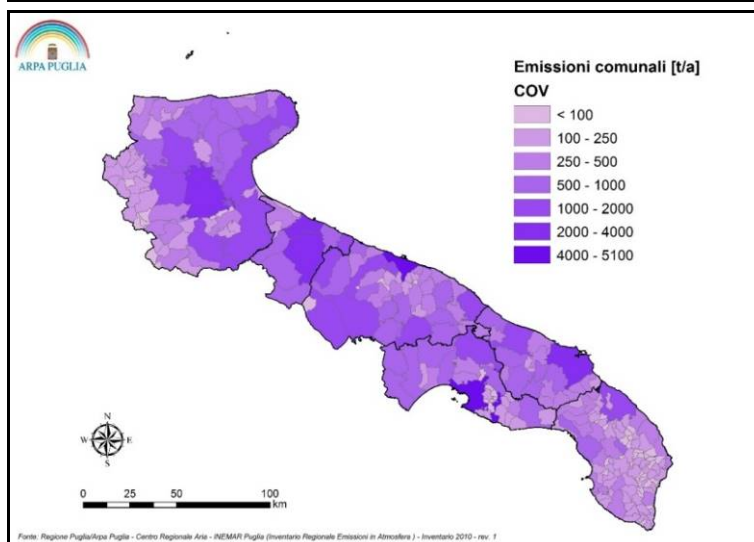 ARPA PUGLIA
Emissioni comunali [t/a]
COV
< 100
100 - 250
250 - 500
500 - 1000
1000 - 2000
2000 - 4000
4000 - 5100
N
W E
S
0 25 50 100
km
Fonte: Regione Puglia/Arpa Puglia - Centro Regionale Aria - INEMAR Puglia (Inventario Regionale Emissioni in Atmosfera ) - Inventario 2010 - rev. 1